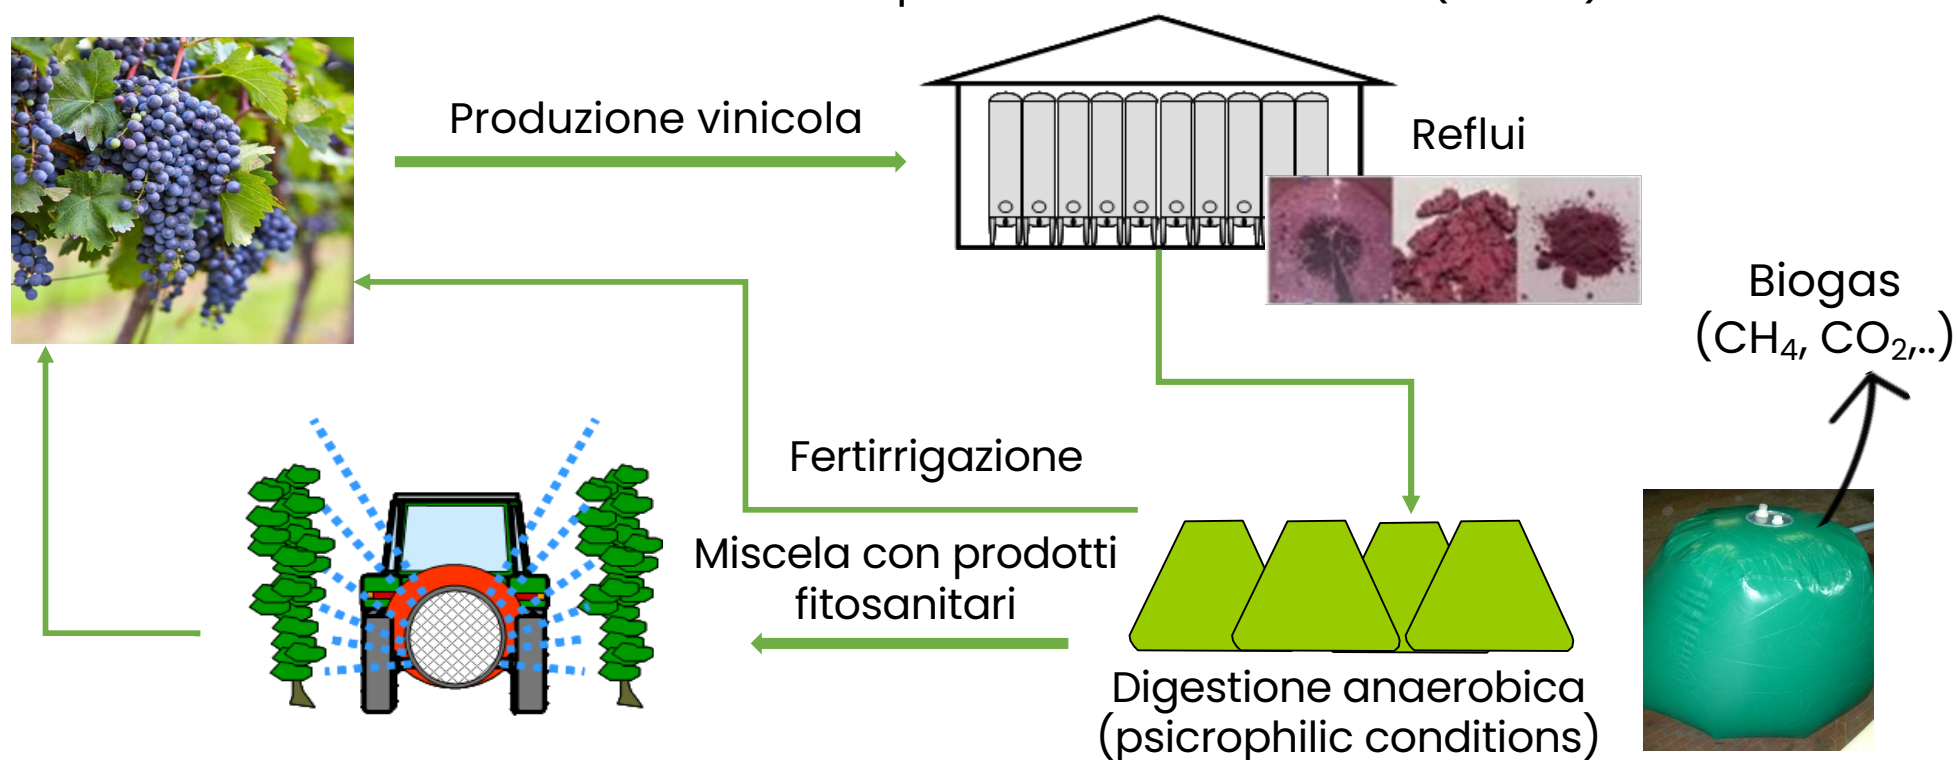 Produzione vinicola
Reflui
Biogas
(CH₄, CO₂,..)
Fertirrigazione
Miscela con prodotti
fitosanitari
Digestione anaerobica
(psicrophilic conditions)